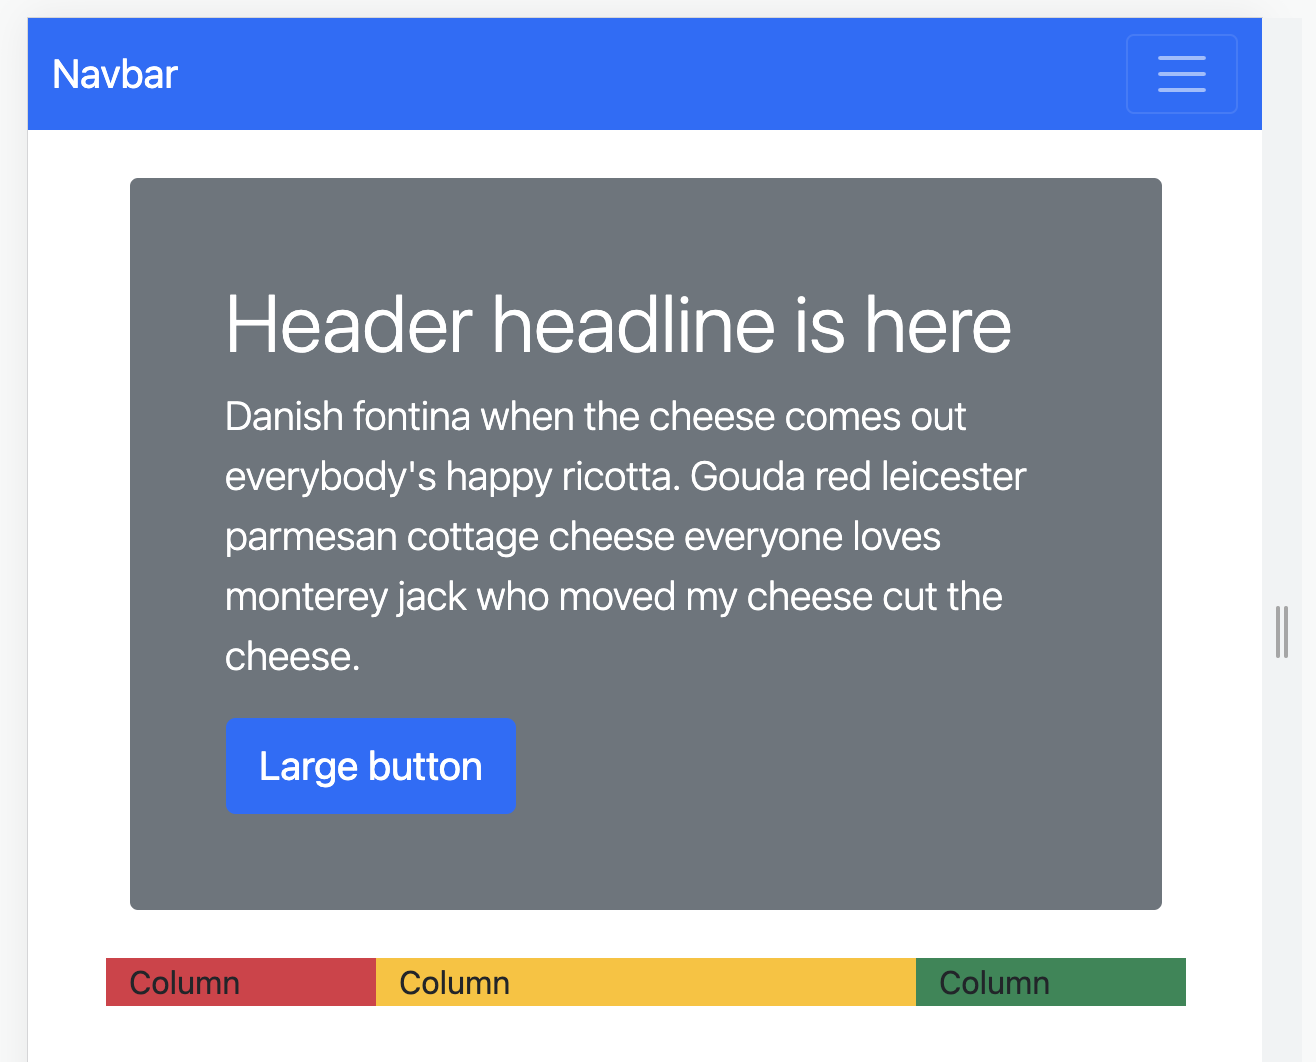 Navbar
Header headline is here
Danish fontina when the cheese comes out
everybody's happy ricotta. Gouda red leicester
parmesan cottage cheese everyone loves
monterey jack who moved my cheese cut the
cheese.
Large button
Column Column Column